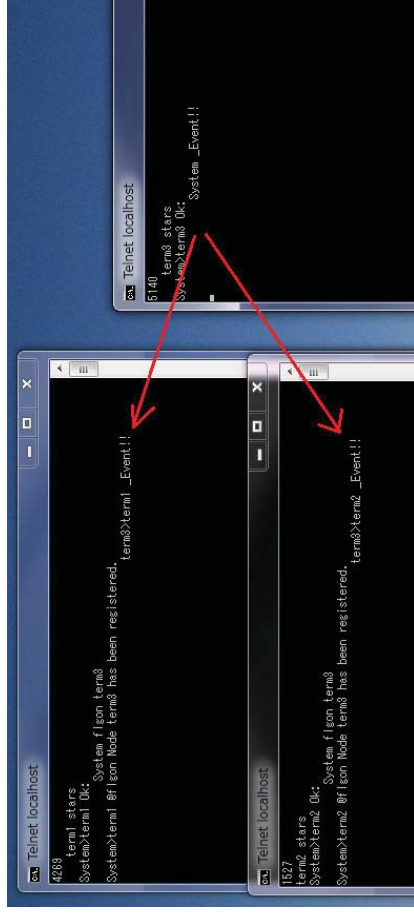 Telnet localhost
4269
term1 stars
System>term1 Ok:
System flgon term3
System>term1 @flgon Node term3 has been registered.
term3>term1 _Event!!
Telnet localhost
1527
term2 stars
System>term2 Ok:
System flgon term3
System>term2 @flgon Node term3 has been registered.
term3>term2 _Event!!
Telnet localhost
5140
term3 stars
System>term3 Ok:
System _Event!!